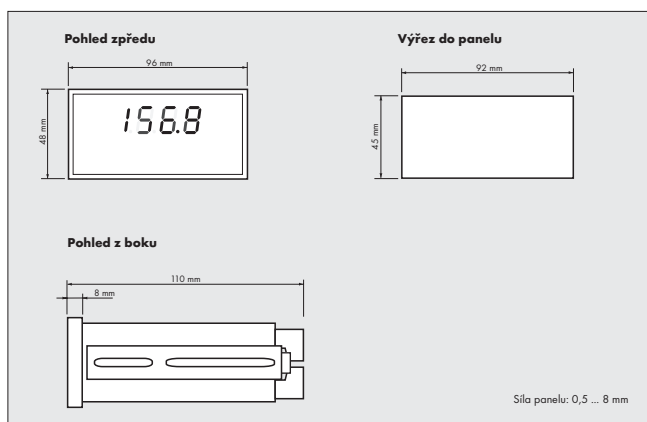 Pohled zpředu
96 mm
48 mm
156.8
Výřez do panelu
92 mm
45 mm
Pohled z boku
110 mm
8 mm
Síla panelu: 0,5 ... 8 mm